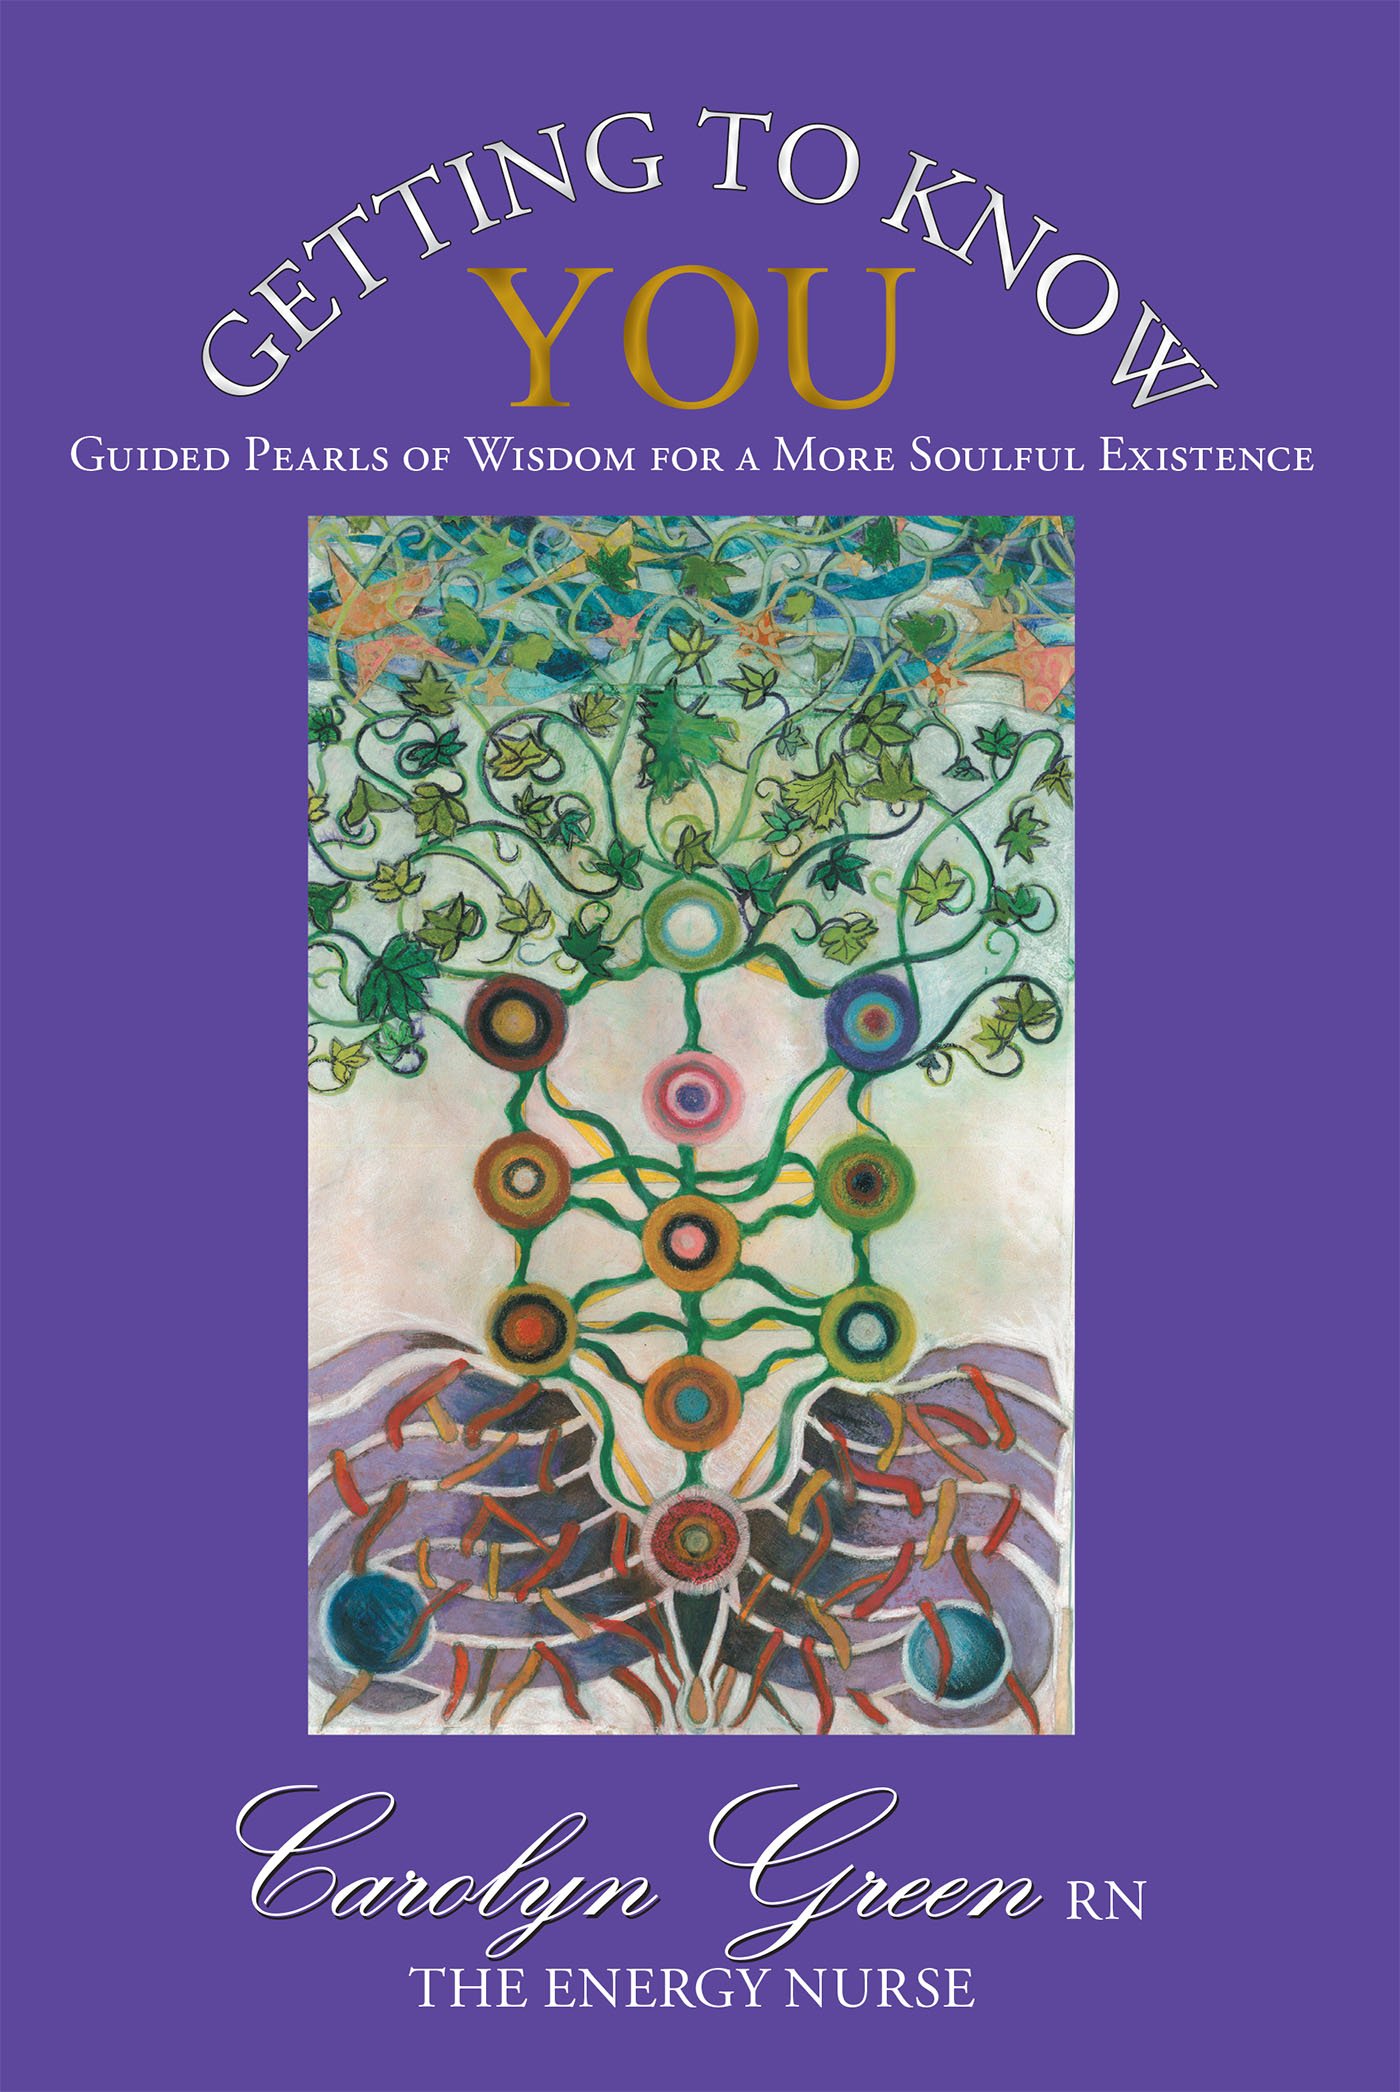 GETTING TO KNOW
YOU
GUIDED PEARLS OF WISDOM FOR A MORE SOULFUL EXISTENCE
Carolyn Green RN
THE ENERGY NURSE